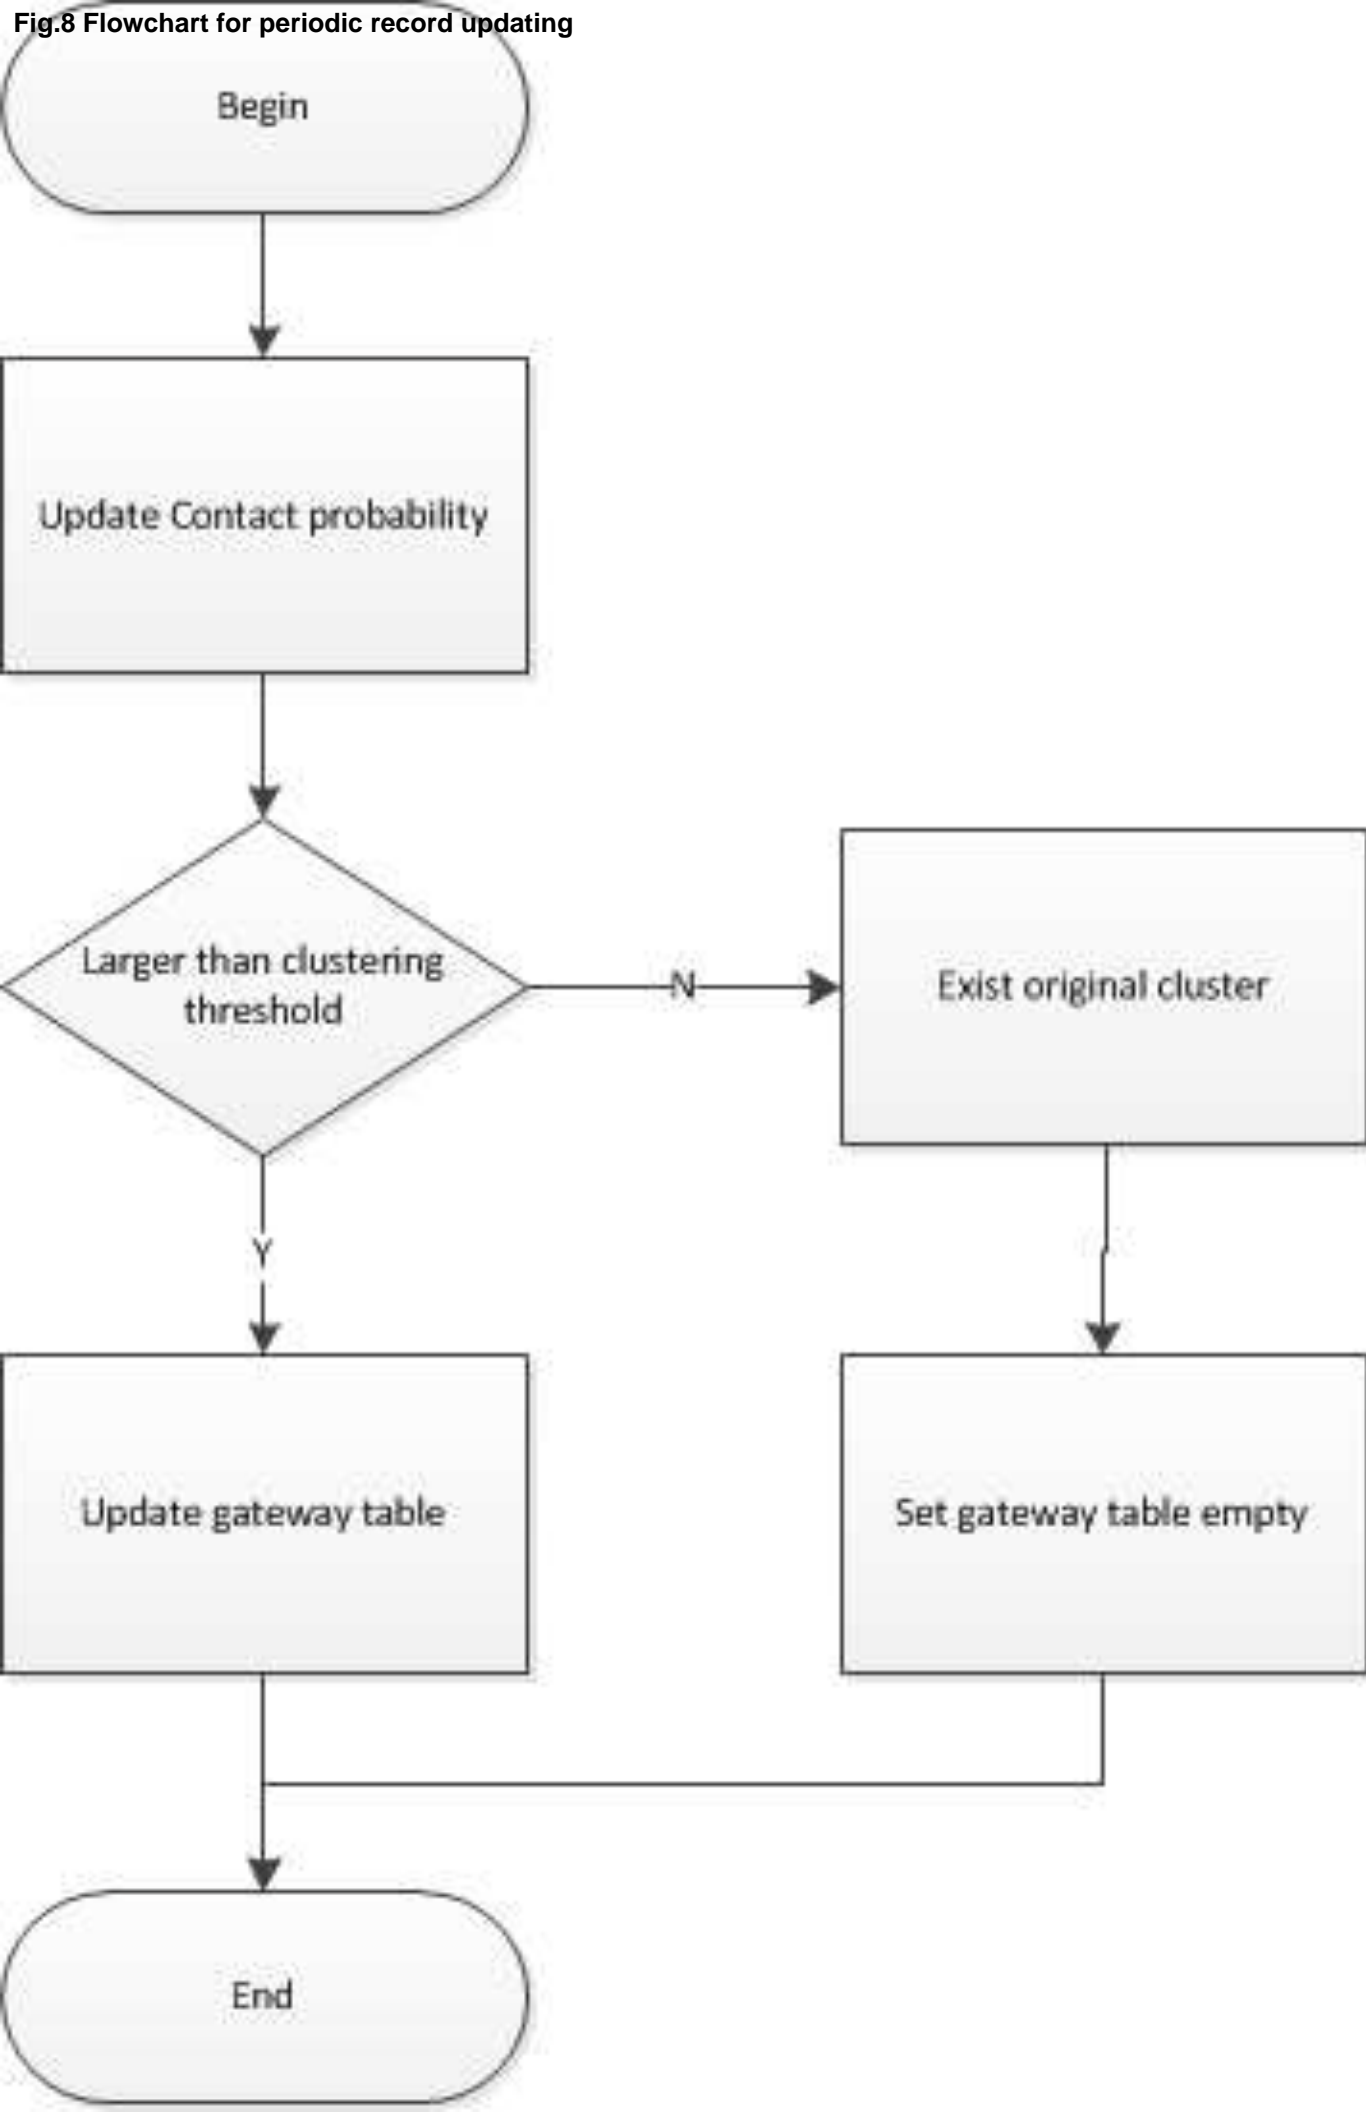 Fig.8 Flowchart for periodic record updating
Begin
Update Contact probability
Larger than clustering
threshold
N
Exist original cluster
Y
Update gateway table
Set gateway table empty
End